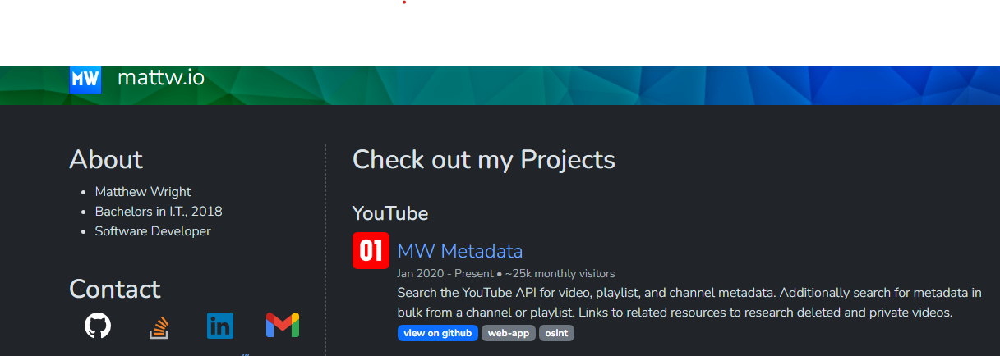 MW mattw.io
About
• Matthew Wright
• Bachelors in I.T., 2018
• Software Developer
Contact
Check out my Projects
YouTube
01 MW Metadata
Jan 2020 - Present • ~25k monthly visitors
Search the YouTube API for video, playlist, and channel metadata. Additionally search for metadata in
bulk from a channel or playlist. Links to related resources to research deleted and private videos.
view on github web-app osint